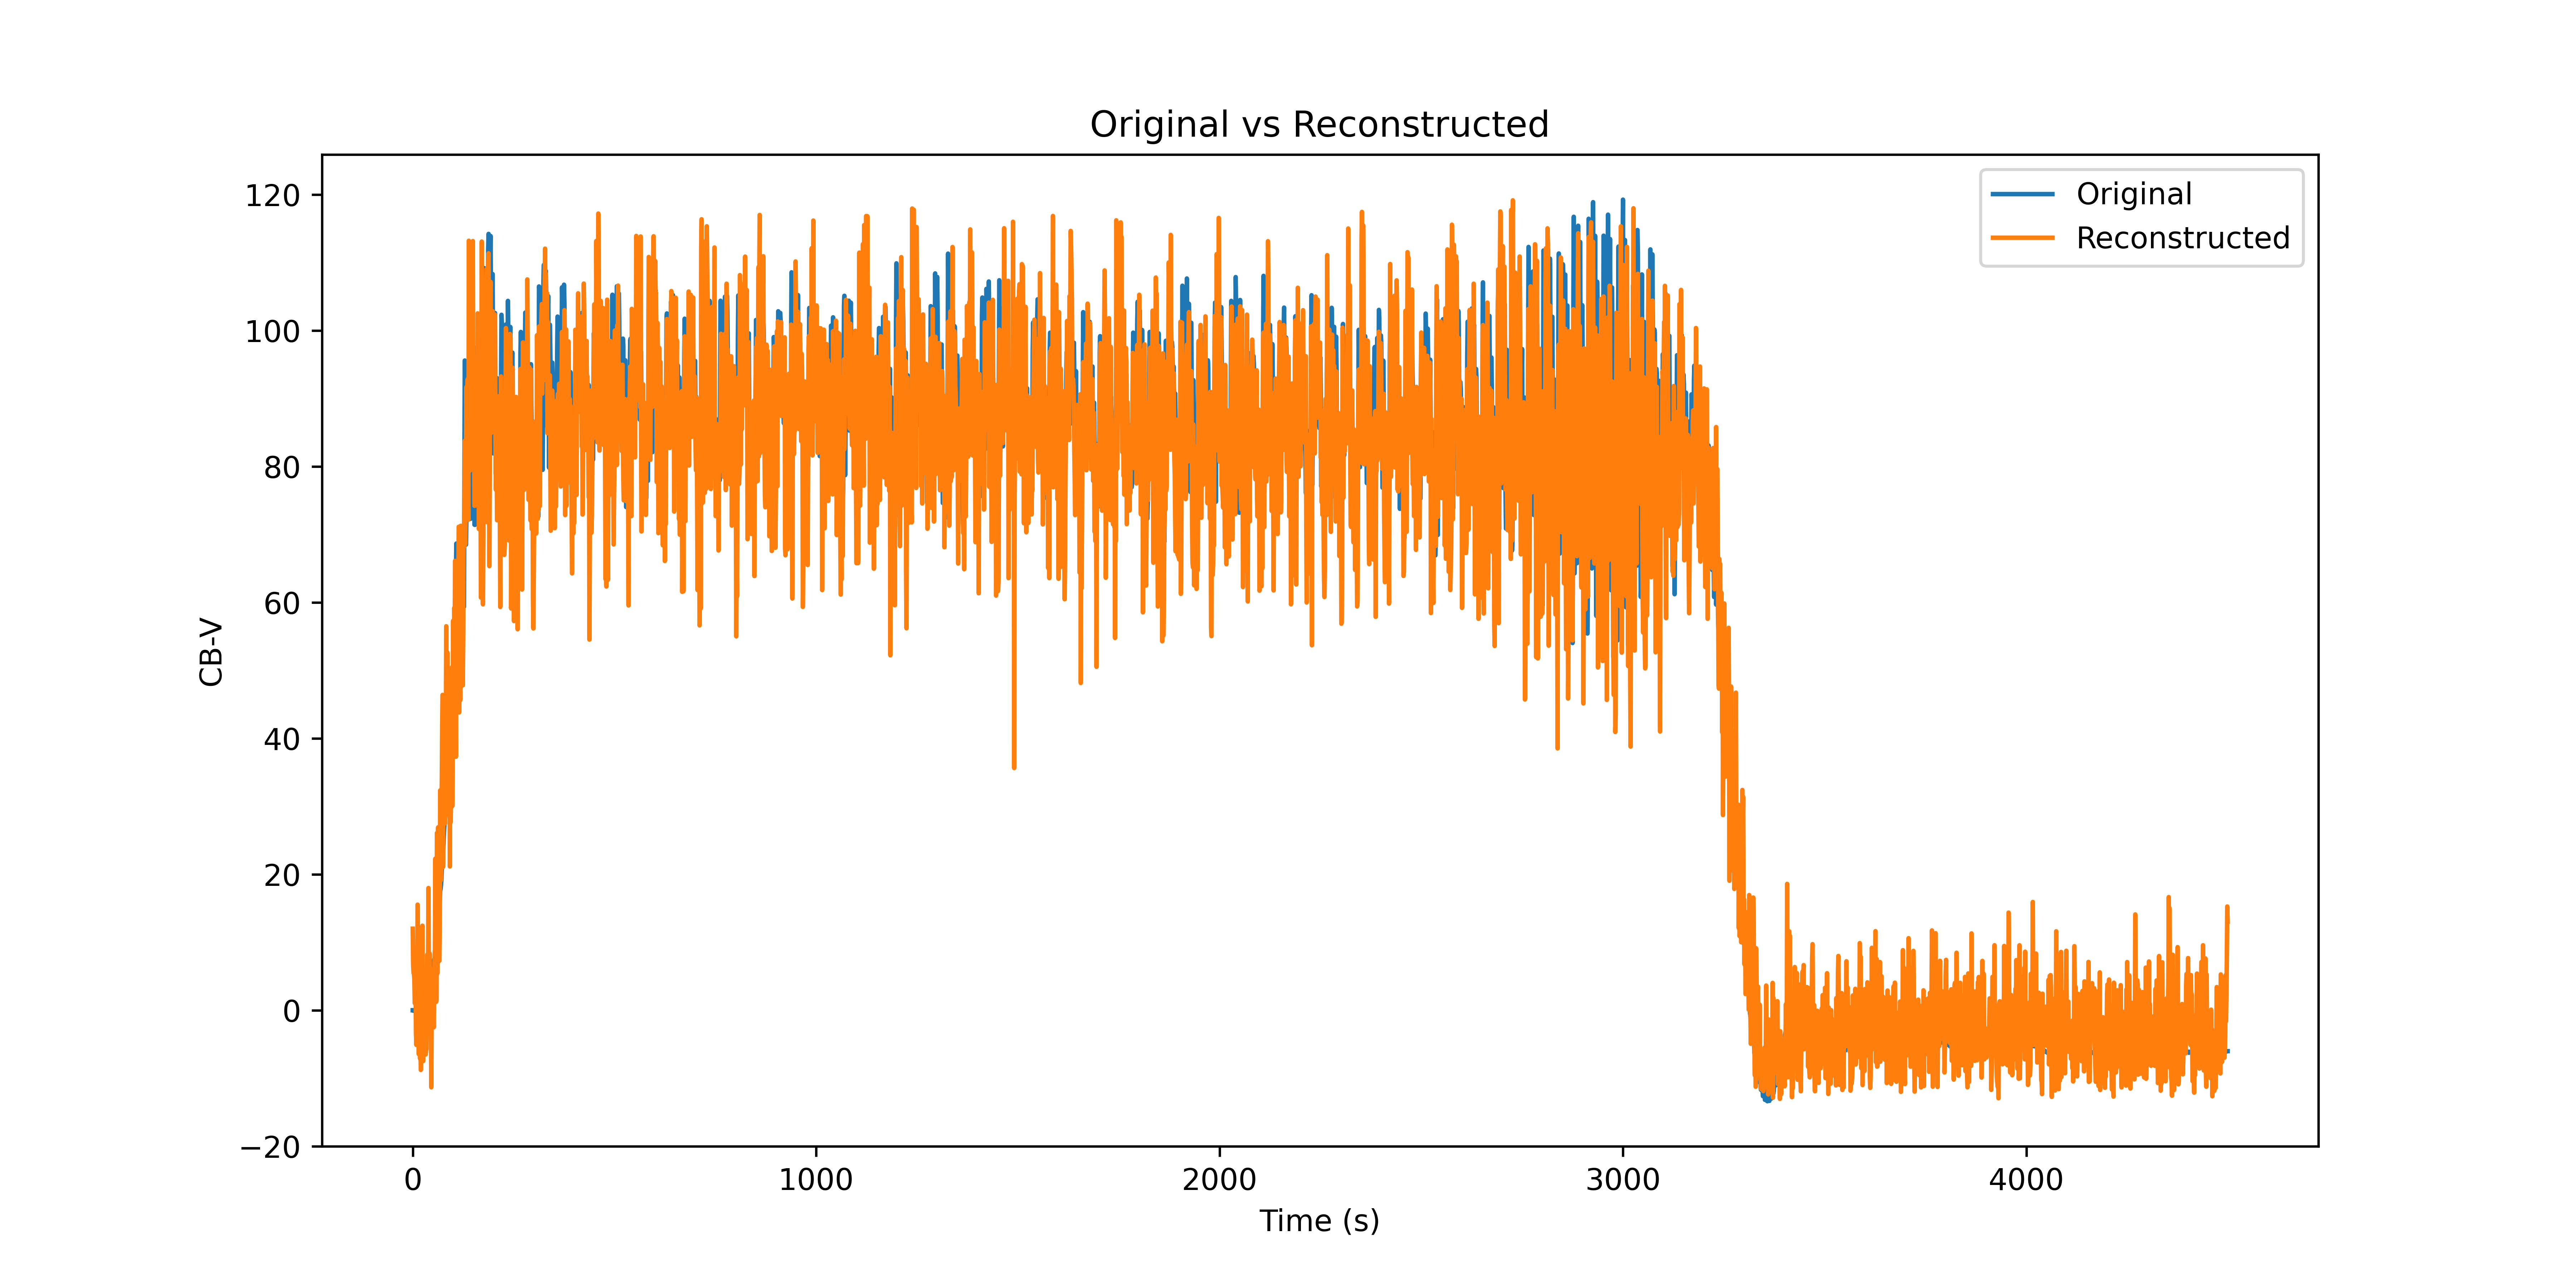 Original vs Reconstructed
Original
Reconstructed
120
100
80
60
40
20
0
−20
CB-V
0 1000 2000 3000 4000
Time (s)